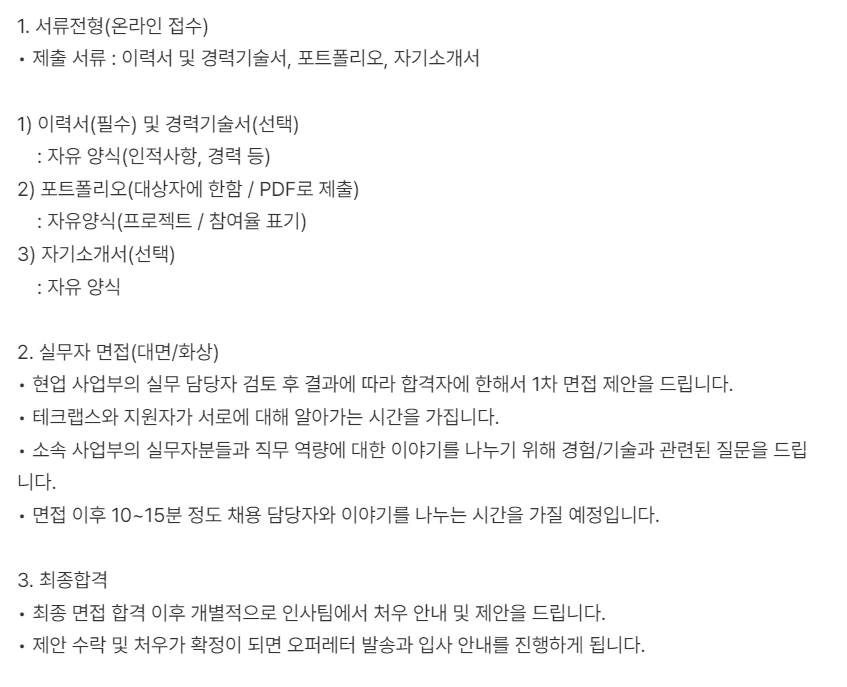 1. 서류전형(온라인 접수)
• 제출 서류 : 이력서 및 경력기술서, 포트폴리오, 자기소개서
1) 이력서(필수) 및 경력기술서(선택)
: 자유 양식(인적사항, 경력 등)
2) 포트폴리오(대상자에 한함 / PDF로 제출)
: 자유양식(프로젝트 / 참여율 표기)
3) 자기소개서(선택)
: 자유 양식
2. 실무자 면접(대면/화상)
• 현업 사업부의 실무 담당자 검토 후 결과에 따라 합격자에 한해서 1차 면접 제안을 드립니다.
• 테크랩스와 지원자가 서로에 대해 알아가는 시간을 가집니다.
• 소속 사업부의 실무자분들과 직무 역량에 대한 이야기를 나누기 위해 경험/기술과 관련된 질문을 드립
니다.
• 면접 이후 10~15분 정도 채용 담당자와 이야기를 나누는 시간을 가질 예정입니다.
3. 최종합격
• 최종 면접 합격 이후 개별적으로 인사팀에서 처우 안내 및 제안을 드립니다.
• 제안 수락 및 처우가 확정이 되면 오퍼레터 발송과 입사 안내를 진행하게 됩니다.